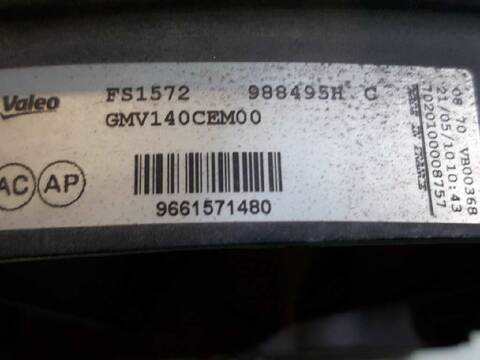 Valeo
FS1572 988495H C
GMV140CEM00
AC AP
9661571480
08 70 VB00368
21/05/10 10:43
7020100008757
MADE IN FRANCE